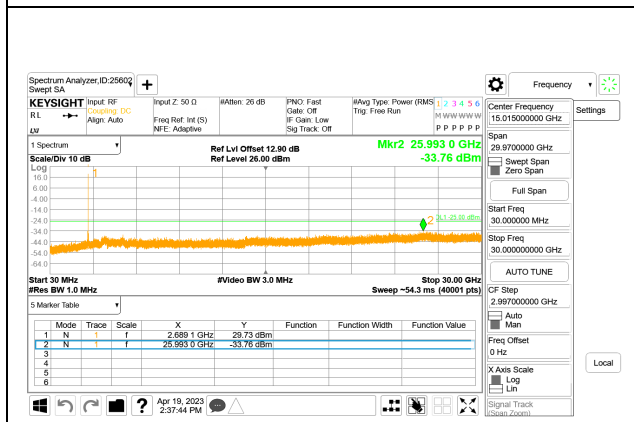 Spectrum Analyzer,ID:25602
Swept SA
Frequency
KEYSIGHT
RL
LXI
Input: RF
Coupling: DC
Align: Auto
Input Z: 50 Ω
Freq Ref: Int (S)
NFE: Adaptive
#Atten: 26 dB
PNO: Fast
Gate: Off
IF Gain: Low
Sig Track: Off
#Avg Type: Power (RMS
Trig: Free Run
1 2 3 4 5 6
M W W W W W
P P P P P P
Center Frequency
15.015000000 GHz
Settings
Span
29.9700000 GHz
Swept Span
Zero Span
Full Span
Start Freq
30.000000 MHz
Stop Freq
30.00000000 GHz
AUTO TUNE
CF Step
2.997000000 GHz
Auto
Man
Freq Offset
0 Hz
X Axis Scale
Log
Lin
Local
Signal Track
(Span Zoom)
1 Spectrum
Scale/Div 10 dB
Ref Lvl Offset 12.90 dB
Ref Level 26.00 dBm
Mkr2 25.993 0 GHz
-33.76 dBm
Log
16.0
6.00
-4.00
-14.0
-24.0
-34.0
-44.0
-54.0
-64.0
1
2
Start 30 MHz
#Res BW 1.0 MHz
#Video BW 3.0 MHz
Stop 30.00 GHz
Sweep ~54.3 ms (40001 pts)
5 Marker Table
Mode Trace Scale X Y Function Function Width Function Value
1 N 1 f 2.689 1 GHz 29.73 dBm
2 N 1 f 25.993 0 GHz -33.76 dBm
3
4
5
6
Apr 19, 2023
2:37:44 PM